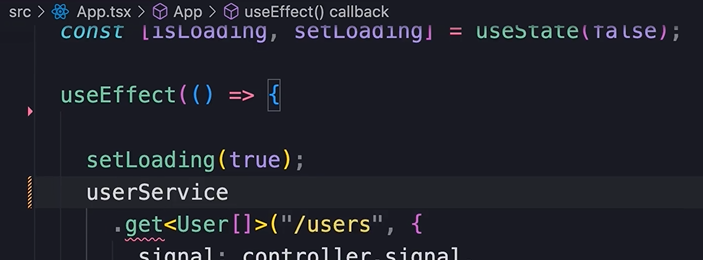 src > App.tsx > App > useEffect() callback
const [isLoading, setLoading] = useState(false);
useEffect(() => {
setLoading(true);
userService
.get<User[]>("/users", {
signal: controller.signal